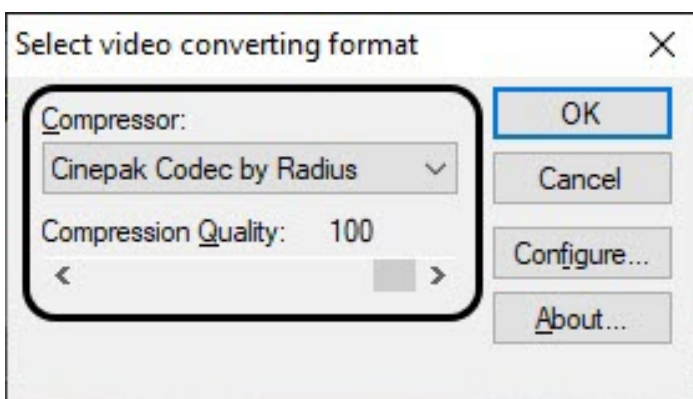 Select video converting format
Compressor:
Cinepak Codec by Radius
Compression Quality: 100
OK
Cancel
Configure...
About...